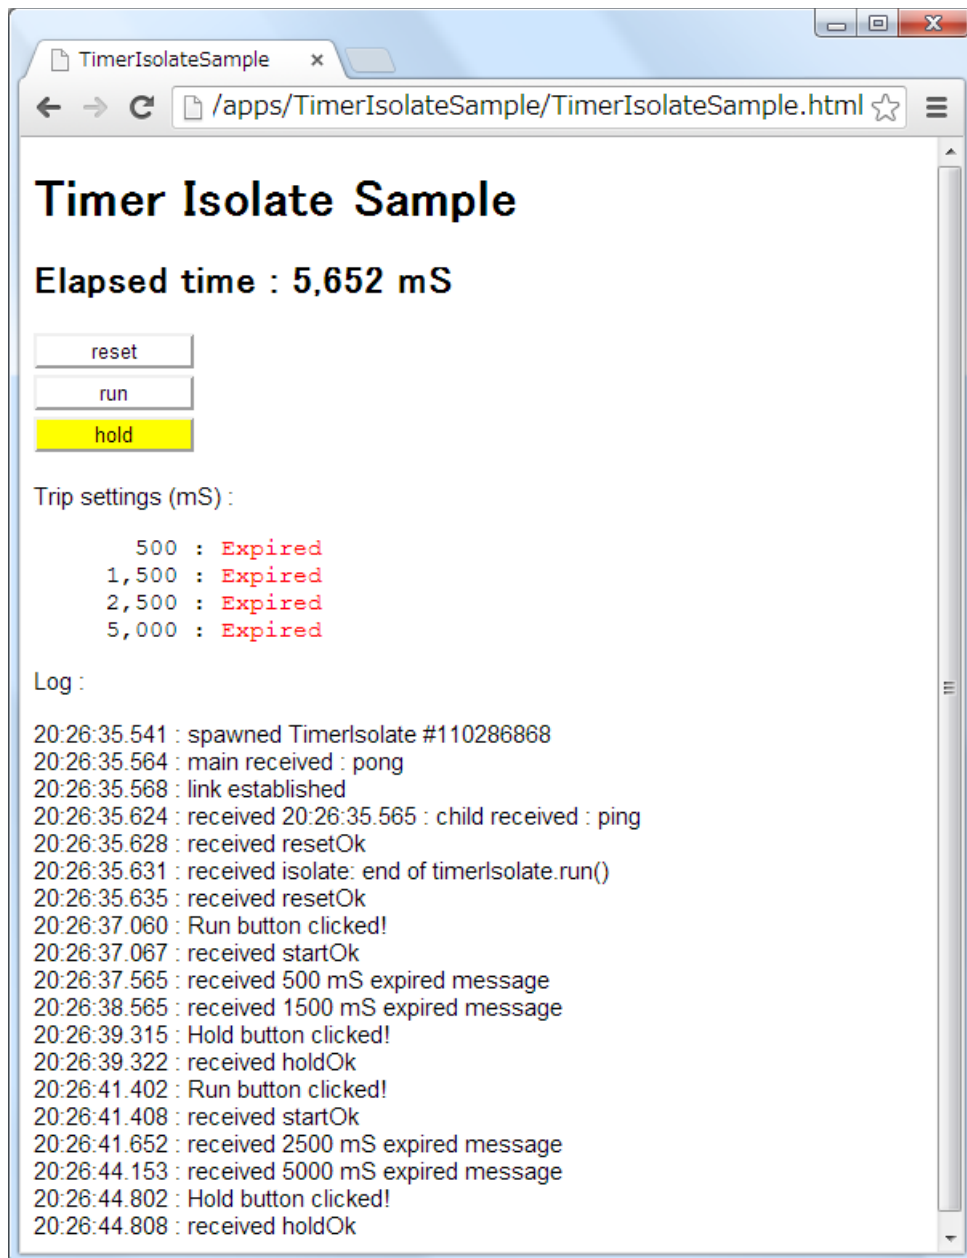 TimerIsolateSample
/apps/TimerIsolateSample/TimerIsolateSample.html
Timer Isolate Sample
Elapsed time : 5,652 mS
reset
run
hold
Trip settings (mS) :
500 : Expired
1,500 : Expired
2,500 : Expired
5,000 : Expired
Log :
20:26:35.541 : spawned TimerIsolate #110286868
20:26:35.564 : main received : pong
20:26:35.568 : link established
20:26:35.624 : received 20:26:35.565 : child received : ping
20:26:35.628 : received resetOk
20:26:35.631 : received isolate: end of timerIsolate.run()
20:26:35.635 : received resetOk
20:26:37.060 : Run button clicked!
20:26:37.067 : received startOk
20:26:37.565 : received 500 mS expired message
20:26:38.565 : received 1500 mS expired message
20:26:39.315 : Hold button clicked!
20:26:39.322 : received holdOk
20:26:41.402 : Run button clicked!
20:26:41.408 : received startOk
20:26:41.652 : received 2500 mS expired message
20:26:44.153 : received 5000 mS expired message
20:26:44.802 : Hold button clicked!
20:26:44.808 : received holdOk